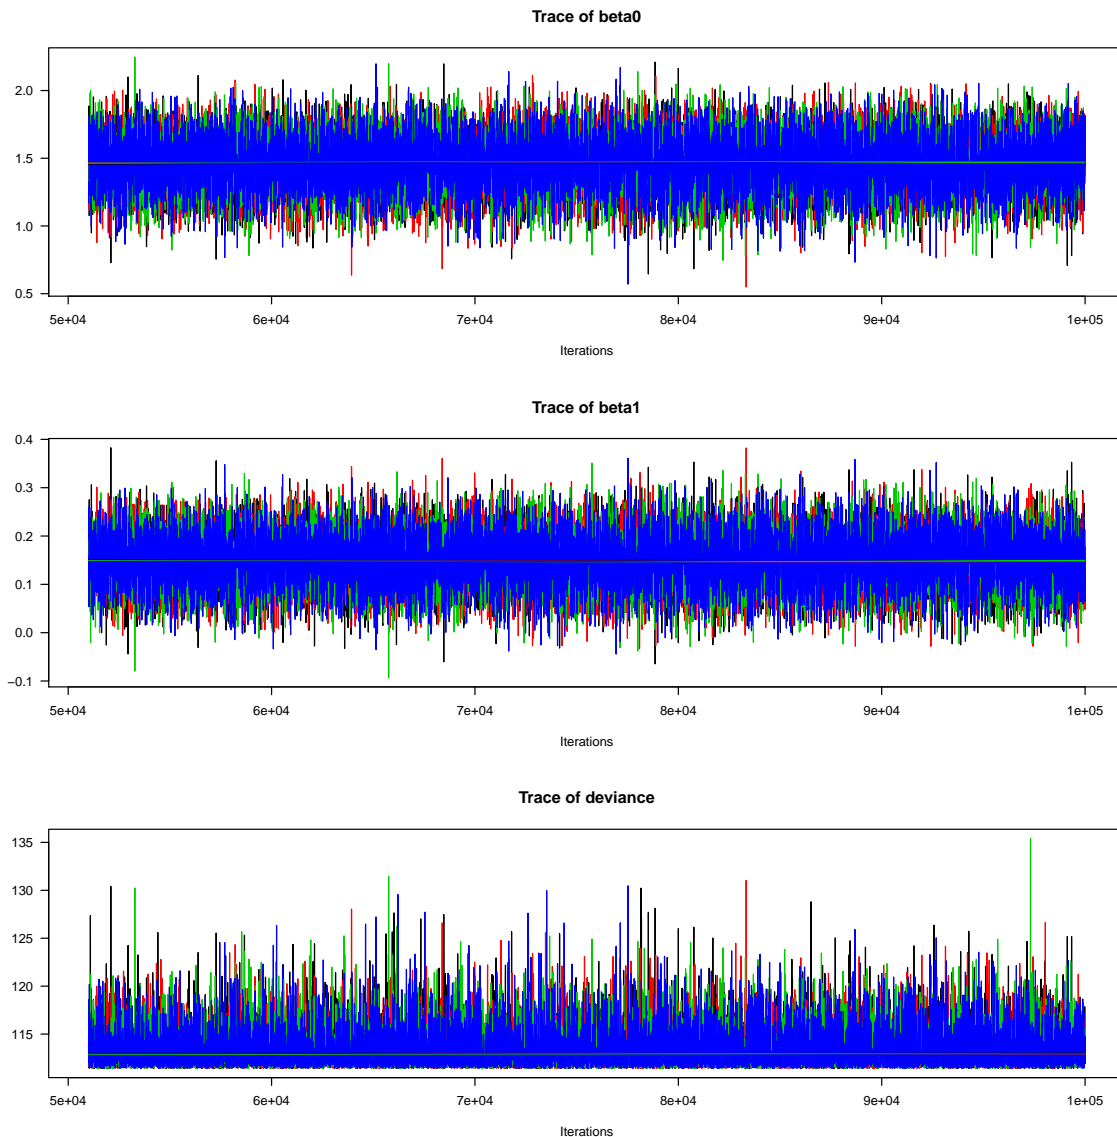 Trace of beta0
2.0
1.5
1.0
0.5
5e+04 6e+04 7e+04 8e+04 9e+04 1e+05
Iterations
Trace of beta1
0.4
0.3
0.2
0.1
0.0
−0.1
5e+04 6e+04 7e+04 8e+04 9e+04 1e+05
Iterations
Trace of deviance
135
130
125
120
115
5e+04 6e+04 7e+04 8e+04 9e+04 1e+05
Iterations